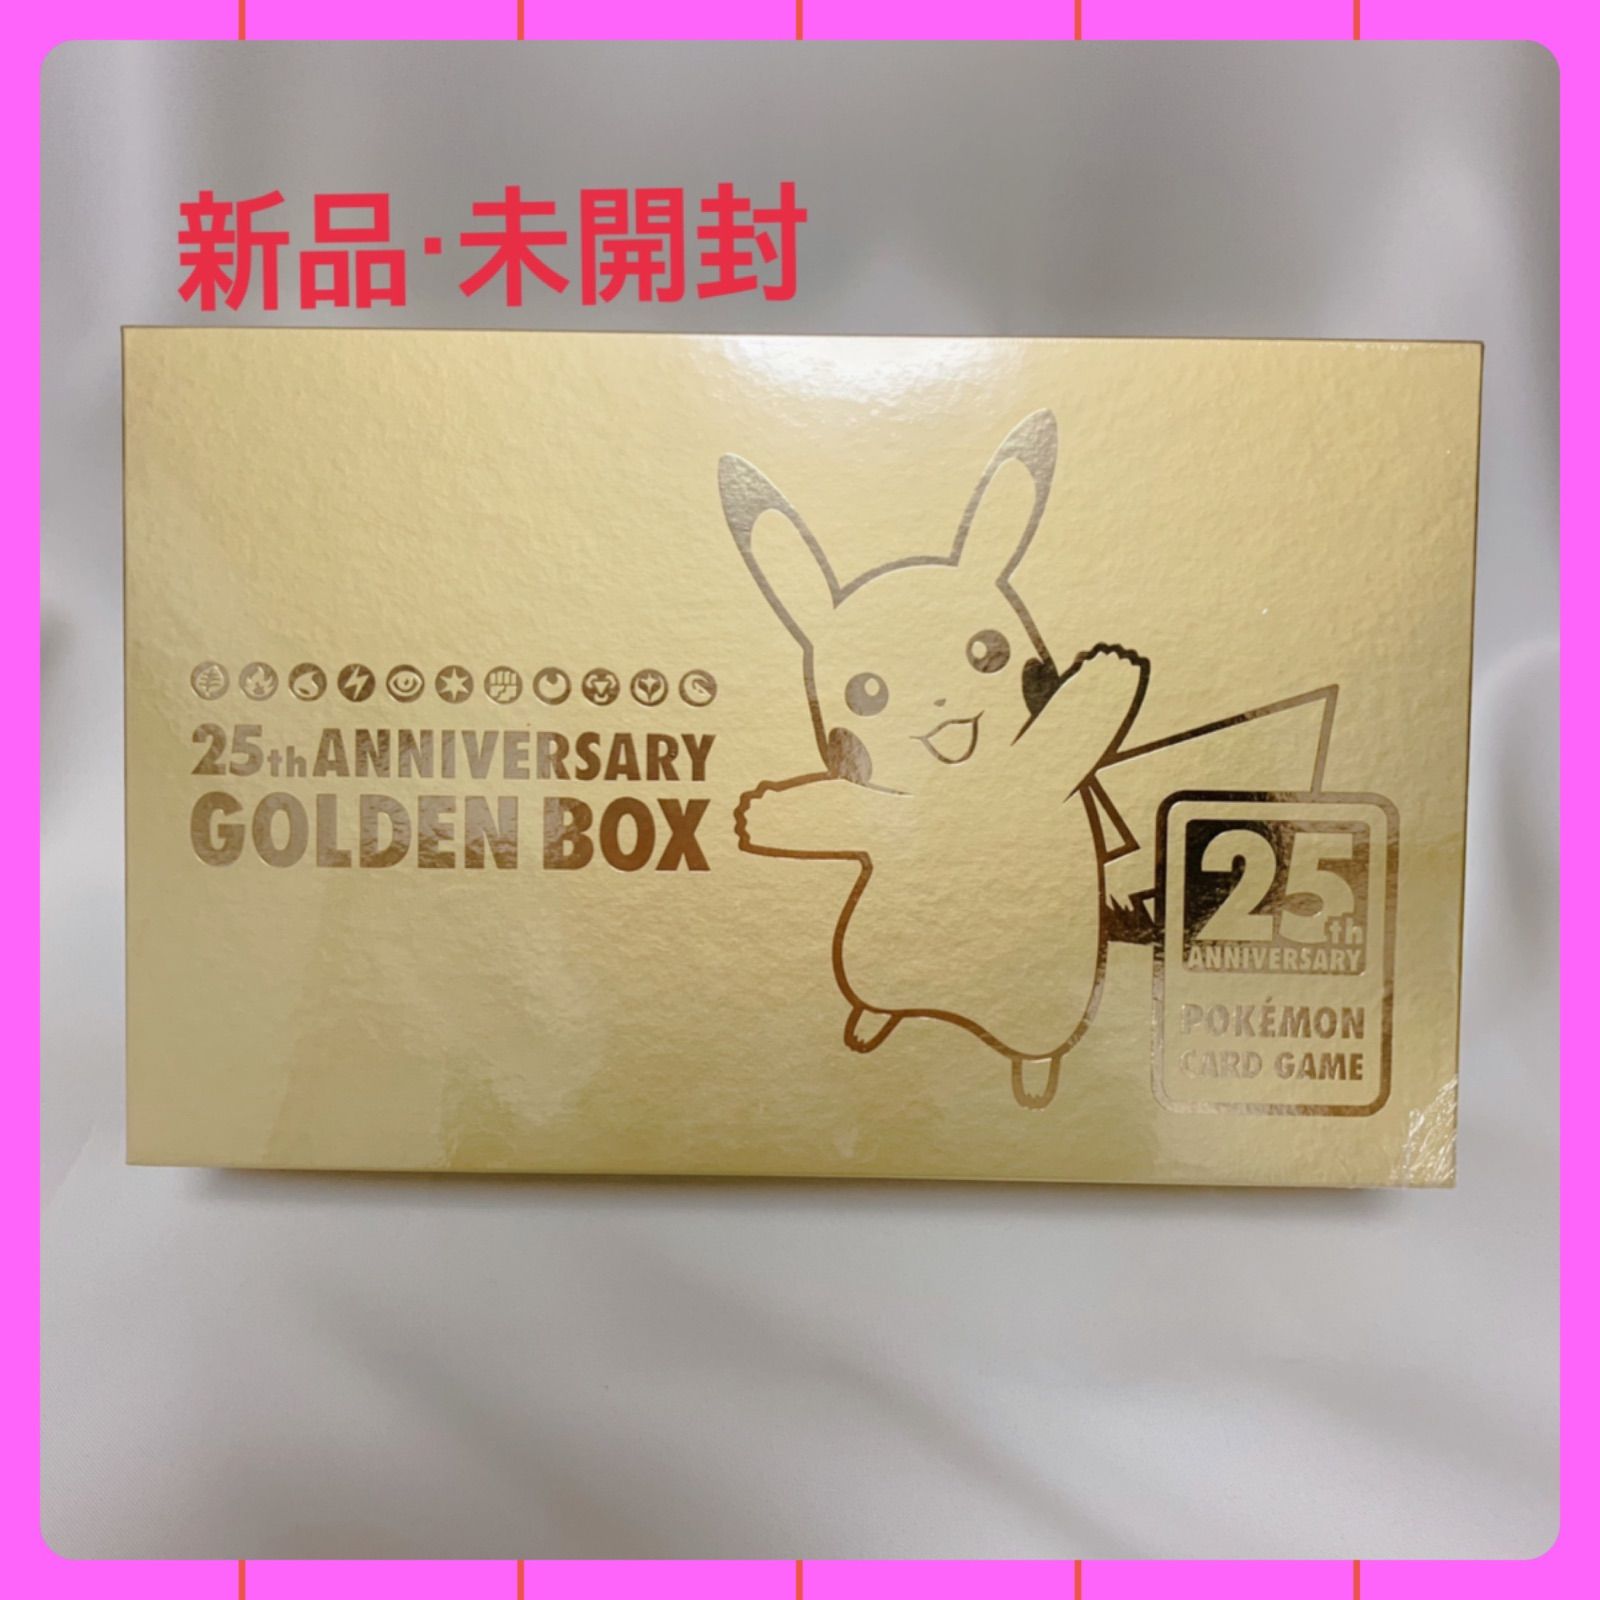 新品·未開封
25th ANNIVERSARY
GOLDEN BOX
25th
ANNIVERSARY
POKÉMON
CARD GAME